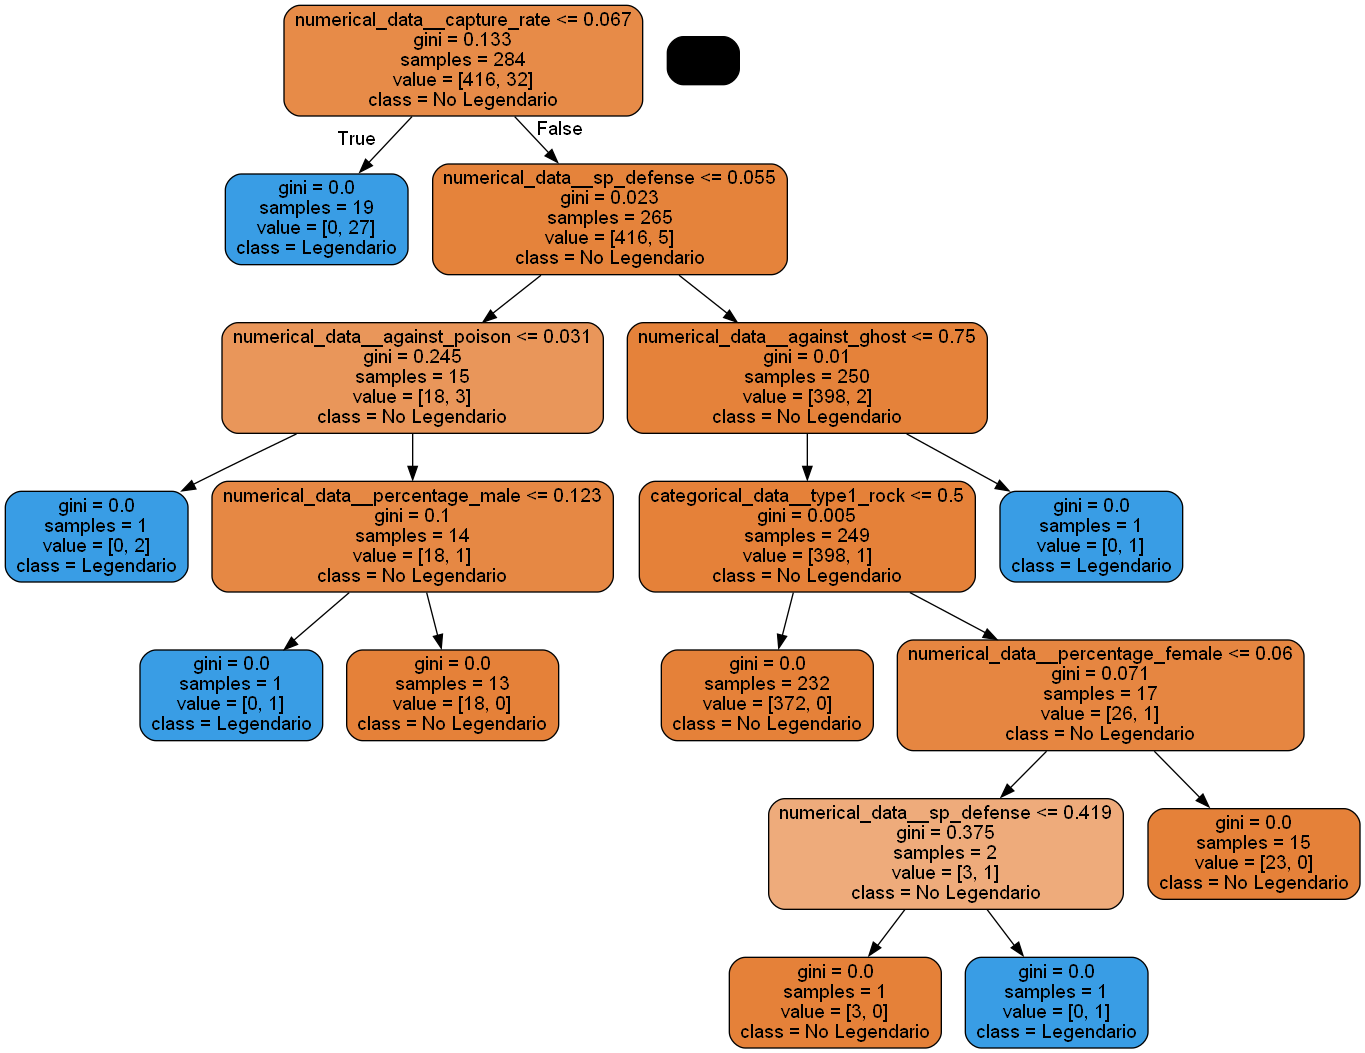 numerical_data__capture_rate <= 0.067
gini = 0.133
samples = 284
value = [416, 32]
class = No Legendario
True
False
gini = 0.0
samples = 19
value = [0, 27]
class = Legendario
numerical_data__sp_defense <= 0.055
gini = 0.023
samples = 265
value = [416, 5]
class = No Legendario
numerical_data__against_poison <= 0.031
gini = 0.245
samples = 15
value = [18, 3]
class = No Legendario
numerical_data__against_ghost <= 0.75
gini = 0.01
samples = 250
value = [398, 2]
class = No Legendario
gini = 0.0
samples = 1
value = [0, 2]
class = Legendario
numerical_data__percentage_male <= 0.123
gini = 0.1
samples = 14
value = [18, 1]
class = No Legendario
categorical_data__type1_rock <= 0.5
gini = 0.005
samples = 249
value = [398, 1]
class = No Legendario
gini = 0.0
samples = 1
value = [0, 1]
class = Legendario
gini = 0.0
samples = 1
value = [0, 1]
class = Legendario
gini = 0.0
samples = 13
value = [18, 0]
class = No Legendario
gini = 0.0
samples = 232
value = [372, 0]
class = No Legendario
numerical_data__percentage_female <= 0.06
gini = 0.071
samples = 17
value = [26, 1]
class = No Legendario
numerical_data__sp_defense <= 0.419
gini = 0.375
samples = 2
value = [3, 1]
class = No Legendario
gini = 0.0
samples = 15
value = [23, 0]
class = No Legendario
gini = 0.0
samples = 1
value = [3, 0]
class = No Legendario
gini = 0.0
samples = 1
value = [0, 1]
class = Legendario